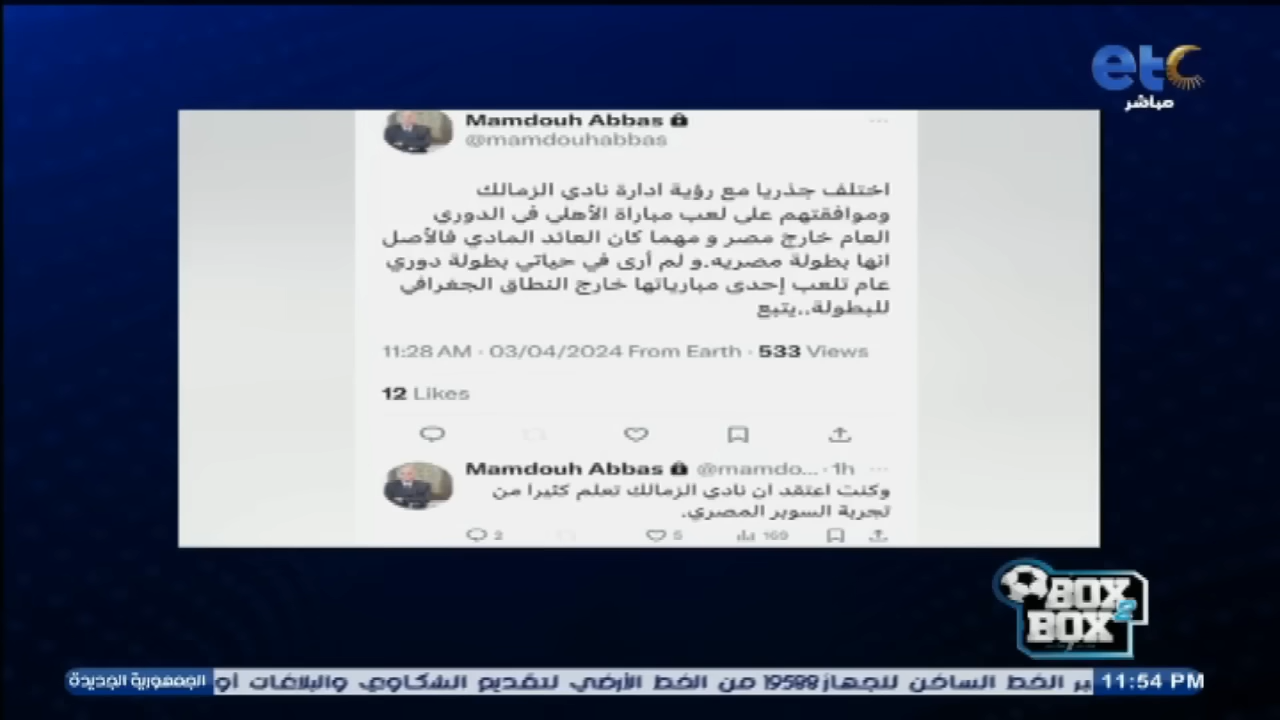 etc
مباشر
Mamdouh Abbas
@mamdouhabbas
اختلف جذريا مع رؤية ادارة نادي الزمالك
وموافقتهم على لعب مباراة الأهلى فى الدوري
العام خارج مصر و مهما كان العائد المادي فالأصل
انها بطولة مصريه.و لم أرى في حياتي بطولة دوري
عام تلعب إحدى مبارياتها خارج النطاق الجغرافي
للبطولة..يتبع
11:28 AM · 03/04/2024 From Earth · 533 Views
12 Likes
Mamdouh Abbas @mamdo... · 1h
وكنت اعتقد ان نادي الزمالك تعلم كثيرا من
تجربة السوبر المصري.
2 5 169
BOX 2 BOX
11:54 PM
ير الخط الساخن للجهاز 19588 من الخط الأرضي لتقديم الشكاوى والبلاغات أو
الجمهورية الجديدة